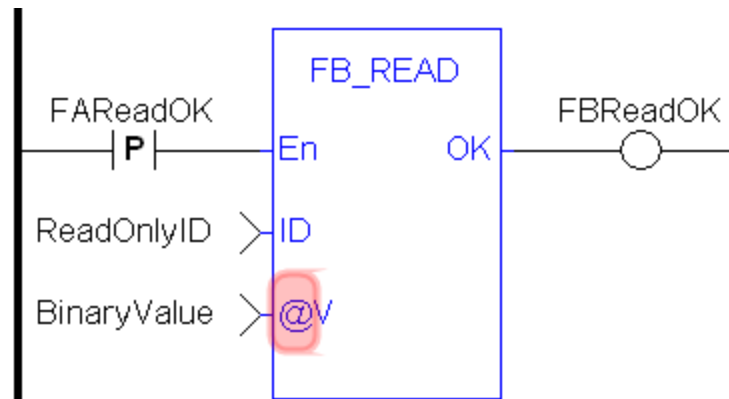 FB_READ
FAReadOK
FBReadOK
P
En
OK
ReadOnlyID
ID
BinaryValue
@V